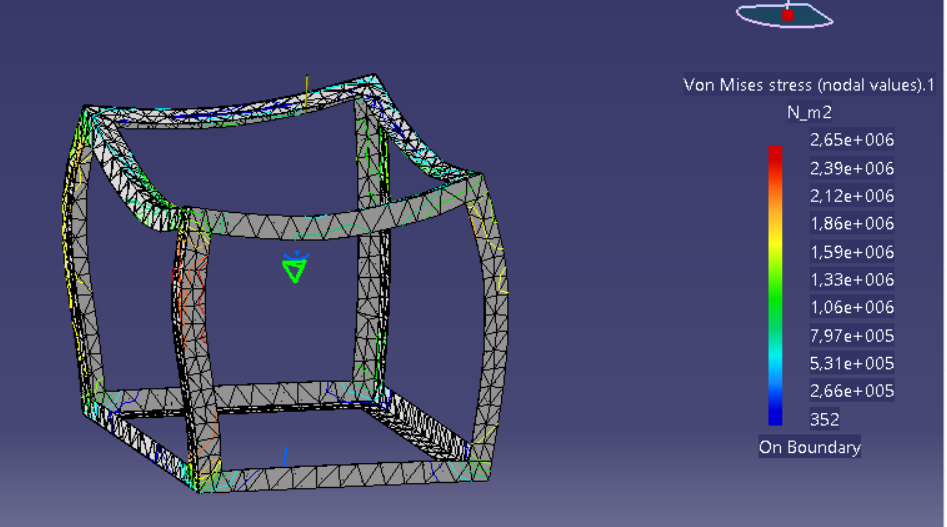 Von Mises stress (nodal values).1
N_m2
2,65e+006
2,39e+006
2,12e+006
1,86e+006
1,59e+006
1,33e+006
1,06e+006
7,97e+005
5,31e+005
2,66e+005
352
On Boundary